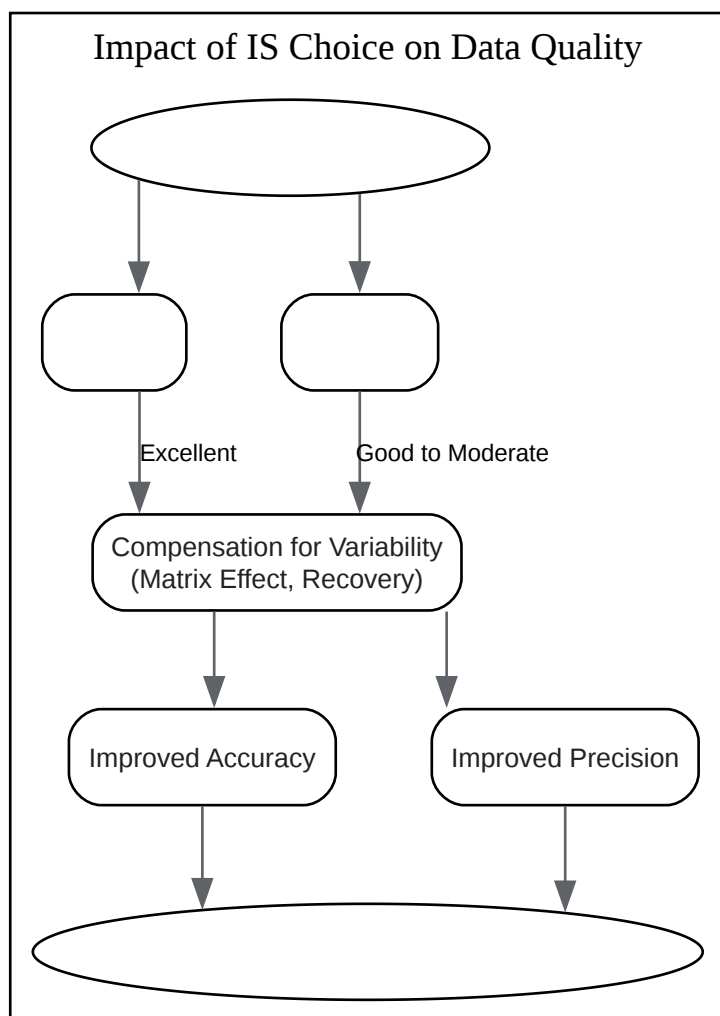 Impact of IS Choice on Data Quality
Excellent
Good to Moderate
Compensation for Variability
(Matrix Effect, Recovery)
Improved Accuracy
Improved Precision